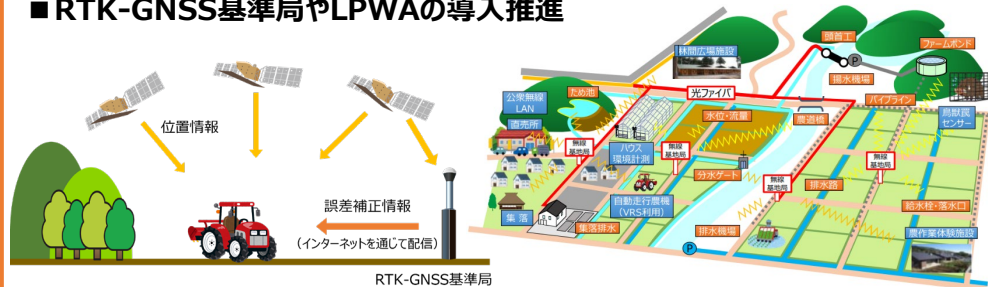 ■RTK-GNSS基準局やLPWAの導入推進
位置情報
誤差補正情報
(インターネットを通じて配信)
RTK-GNSS基準局
頭首工
ファームポンド
林間広場施設
P
揚水機場
ため池
光ファイバ
公衆無線
LAN
パイプライン
鳥獣罠
センサー
水位・流量
農道橋
直売所
無線
基地局
ハウス
環境計測
無線
基地局
分水ゲート
無線
基地局
無線
基地局
排水路
自動走行農機
(VRS利用)
給水栓・落水口
集落
集落排水
排水機場
農作業体験施設
P